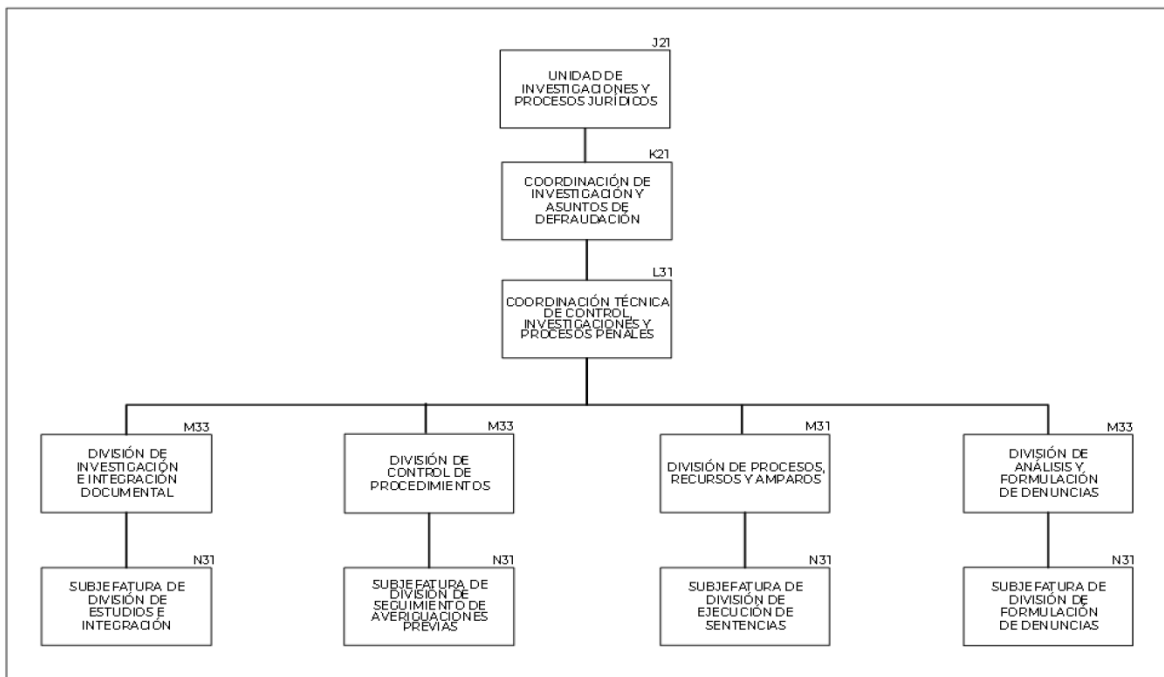 J21
UNIDAD DE
INVESTIGACIONES Y
PROCESOS JURÍDICOS
K21
COORDINACIÓN DE
INVESTIGACIÓN Y
ASUNTOS DE
DEFRAUDACIÓN
L31
COORDINACIÓN TÉCNICA
DE CONTROL,
INVESTIGACIONES Y
PROCESOS PENALES
M33
DIVISIÓN DE
INVESTIGACIÓN
E INTEGRACIÓN
DOCUMENTAL
M33
DIVISIÓN DE
CONTROL DE
PROCEDIMIENTOS
M31
DIVISIÓN DE PROCESOS,
RECURSOS Y AMPAROS
M33
DIVISIÓN DE
ANÁLISIS Y
FORMULACIÓN
DE DENUNCIAS
N31
SUBJEFATURA DE
DIVISIÓN DE
ESTUDIOS E
INTEGRACIÓN
N31
SUBJEFATURA DE
DIVISIÓN DE
SEGUIMIENTO DE
AVERIGUACIONES
PREVIAS
N31
SUBJEFATURA DE
DIVISIÓN DE
EJECUCIÓN DE
SENTENCIAS
N31
SUBJEFATURA DE
DIVISIÓN DE
FORMULACIÓN
DE DENUNCIAS